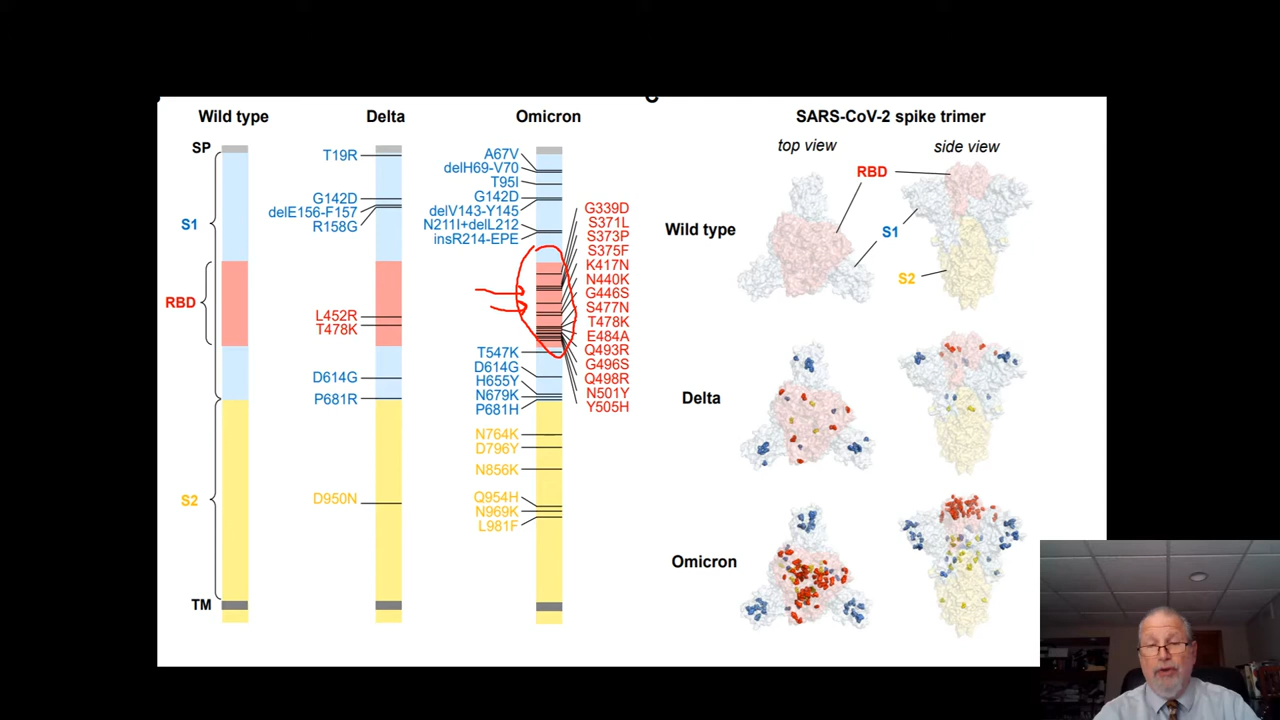 Wild type
SP
S1
RBD
S2
TM
Delta
T19R
G142D
delE156-F157
R158G
L452R
T478K
D614G
P681R
D950N
Omicron
A67V
delH69-V70
T95I
G142D
delV143-Y145
N211I+delL212
insR214-EPE
G339D
S371L
S373P
S375F
K417N
N440K
G446S
S477N
T478K
E484A
Q493R
G496S
Q498R
N501Y
Y505H
T547K
D614G
H655Y
N679K
P681H
N764K
D796Y
N856K
Q954H
N969K
L981F
SARS-CoV-2 spike trimer
top view
side view
RBD
Wild type
S1
S2
Delta
Omicron